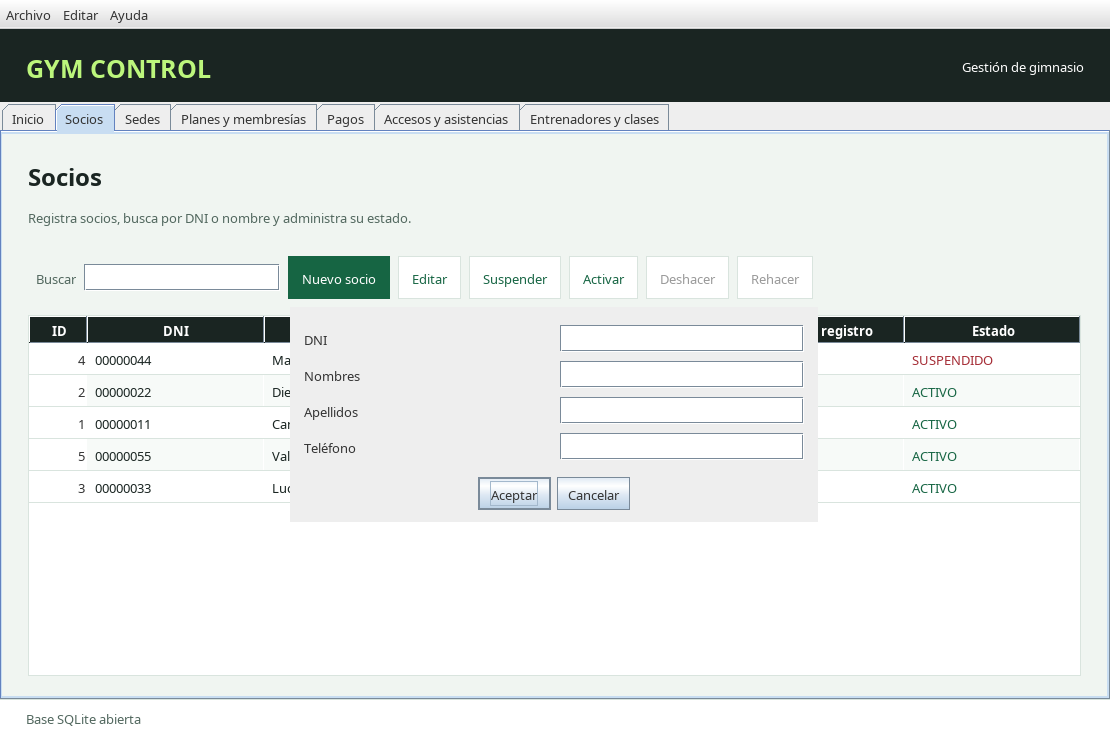 Archivo Editar Ayuda
GYM CONTROL
Gestión de gimnasio
Inicio Socios Sedes Planes y membresías Pagos Accesos y asistencias Entrenadores y clases
Socios
Registra socios, busca por DNI o nombre y administra su estado.
Buscar Nuevo socio Editar Suspender Activar Deshacer Rehacer
ID DNI registro Estado
4 00000044 Ma SUSPENDIDO
2 00000022 Die ACTIVO
1 00000011 Car ACTIVO
5 00000055 Val ACTIVO
3 00000033 Luc ACTIVO
DNI
Nombres
Apellidos
Teléfono
Aceptar Cancelar
Base SQLite abierta